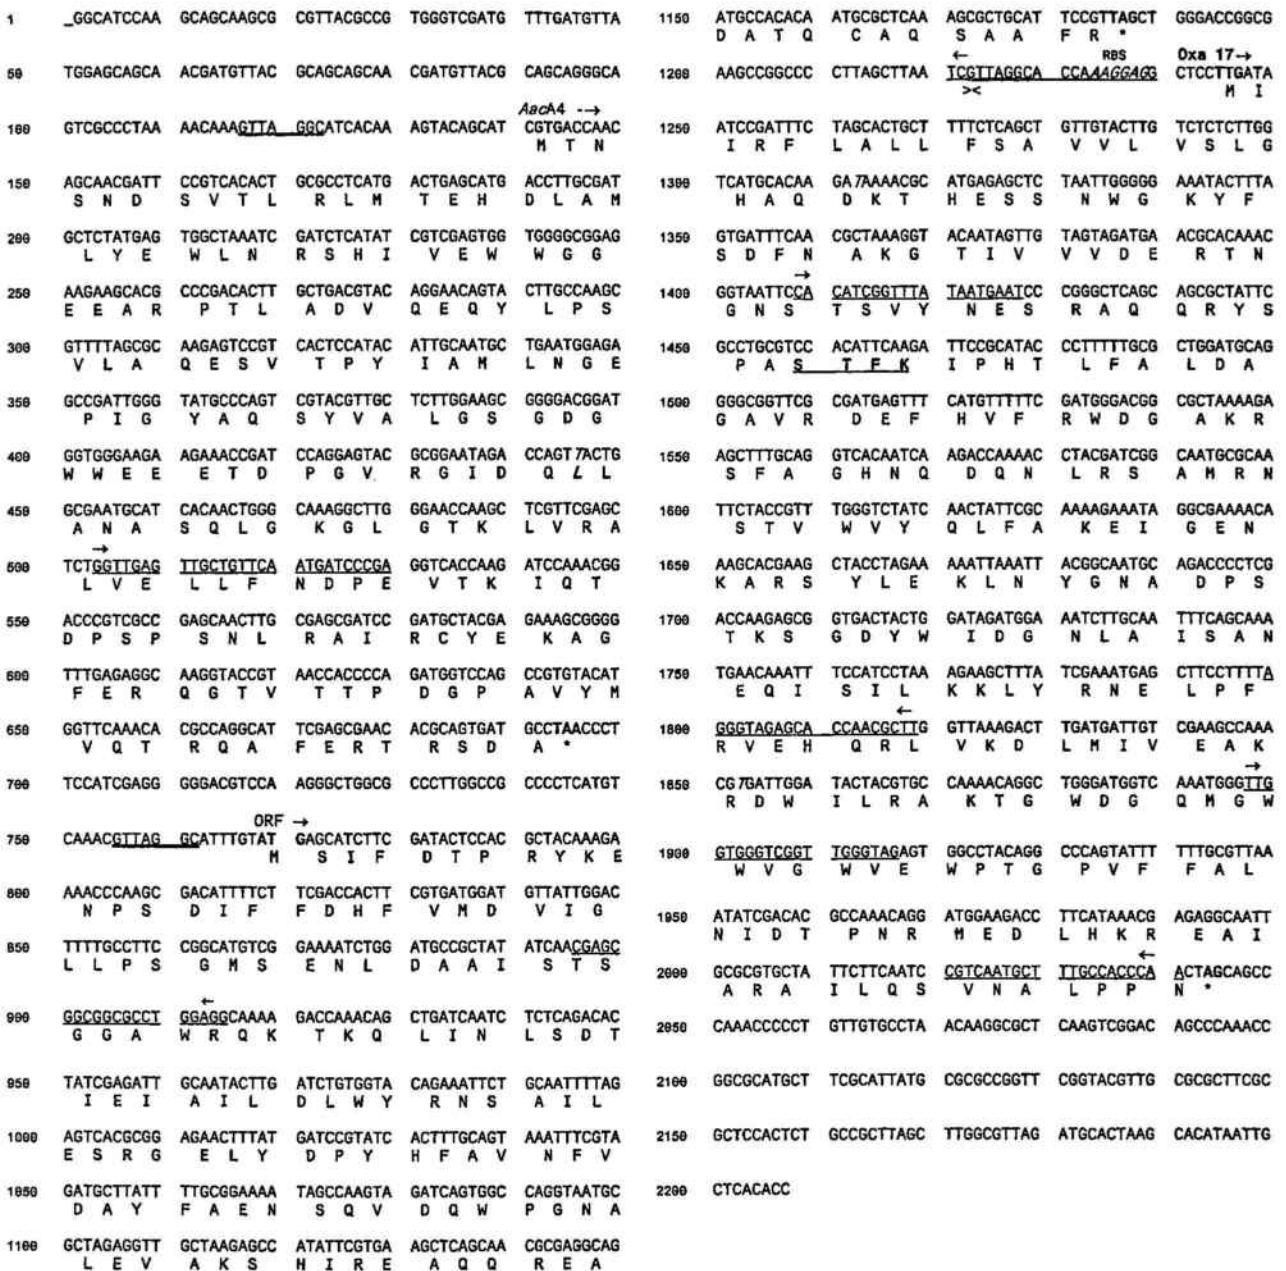 1 _GGCATCCAA GCAGCAAGCG CGTTACGCCG TGGGTCGATG TTTGATGTTA
50 TGGAGCAGCA ACGATGTTAC GCAGCAGCAA CGATGTTACG CAGCAGGGCA
AacA4 -→
100 GTCGCCCTAA AACAAAGTTA GGCATCACAA AGTACAGCAT CGTGACCAAC
M T N
150 AGCAACGATT CCGTCACACT GCGCCTCATG ACTGAGCATG ACCTTGCGAT
S N D S V T L R L M T E H D L A M
200 GCTCTATGAG TGGCTAAATC GATCTCATAT CGTCGAGTGG TGGGGCGGAG
L Y E W L N R S H I V E W W G G
250 AAGAAGCACG CCCGACACTT GCTGACGTAC AGGAACAGTA CTTGCCAAGC
E E A R P T L A D V Q E Q Y L P S
300 GTTTTAGCGC AAGAGTCCGT CACTCCATAC ATTGCAATGC TGAATGGAGA
V L A Q E S V T P Y I A M L N G E
350 GCCGATTGGG TATGCCCAGT CGTACGTTGC TCTTGGAAGC GGGGACGGAT
P I G Y A Q S Y V A L G S G D G
400 GGTGGGAAGA AGAAACCGAT CCAGGAGTAC GCGGAATAGA CCAGTTACTG
W W E E E T D P G V R G I D Q L L
450 GCGAATGCAT CACAACTGGG CAAAGGCTTG GGAACCAAGC TCGTTCGAGC
A N A S Q L G K G L G T K L V R A
→
500 TCTGGTTGAG TTGCTGTTCA ATGATCCCGA GGTCACCAAG ATCCAAACGG
L V E L L F N D P E V T K I Q T
550 ACCCGTCGCC GAGCAACTTG CGAGCGATCC GATGCTACGA GAAAGCGGGG
D P S P S N L R A I R C Y E K A G
600 TTTGAGAGGC AAGGTACCGT AACCACCCCA GATGGTCCAG CCGTGTACAT
F E R Q G T V T T P D G P A V Y M
650 GGTTCAAACA CGCCAGGCAT TCGAGCGAAC ACGCAGTGAT GCCTAACCCT
V Q T R Q A F E R T R S D A *
700 TCCATCGAGG GGGACGTCCA AGGGCTGGCG CCCTTGGCCG CCCCTCATGT
ORF →
750 CAAACGTTAG GCATTTGTAT GAGCATCTTC GATACTCCAC GCTACAAAGA
M S I F D T P R Y K E
800 AAACCCAAGC GACATTTTCT TCGACCACTT CGTGATGGAT GTTATTGGAC
N P S D I F F D H F V M D V I G
850 TTTTGCCTTC CGGCATGTCG GAAAATCTGG ATGCCGCTAT ATCAACGAGC
L L P S G M S E N L D A A I S T S
←
900 GGCGGCGCCT GGAGGCAAAA GACCAAACAG CTGATCAATC TCTCAGACAC
G G A W R Q K T K Q L I N L S D T
950 TATCGAGATT GCAATACTTG ATCTGTGGTA CAGAAATTCT GCAATTTTAG
I E I A I L D L W Y R N S A I L
1000 AGTCACGCGG AGAACTTTAT GATCCGTATC ACTTTGCAGT AAATTTCGTA
E S R G E L Y D P Y H F A V N F V
1050 GATGCTTATT TTGCGGAAAA TAGCCAAGTA GATCAGTGGC CAGGTAATGC
D A Y F A E N S Q V D Q W P G N A
1100 GCTAGAGGTT GCTAAGAGCC ATATTCGTGA AGCTCAGCAA CGCGAGGCAG
L E V A K S H I R E A Q Q R E A
1150 ATGCCACACA ATGCGCTCAA AGCGCTGCAT TCCGTTAGCT GGGACCGGCG
D A T Q C A Q S A A F R *
← RBS Oxa 17→
1200 AAGCCGGCCC CTTAGCTTAA TCGTTAGGCA CCAAAAGGAGG CTCCTTGATA
>< M I
1250 ATCCGATTTC TAGCACTGCT TTTCTCAGCT GTTGTACTTG TCTCTCTTGG
I R F L A L L F S A V V L V S L G
1300 TCATGCACAA GATAAAACGC ATGAGAGCTC TAATTGGGGG AAATACTTTA
H A Q D K T H E S S N W G K Y F
1350 GTGATTTCAA CGCTAAAGGT ACAATAGTTG TAGTAGATGA ACGCACAAAC
S D F N A K G T I V V V D E R T N
→
1400 GGTAATTCCA CATCGGTTTA TAATGAATCC CGGGCTCAGC AGCGCTATTC
G N S T S V Y N E S R A Q Q R Y S
1450 GCCTGCGTCC ACATTCAAGA TTCCGCATAC CCTTTTTGCG CTGGATGCAG
P A S T F K I P H T L F A L D A
1500 GGGCGGTTCG CGATGAGTTT CATGTTTTTC GATGGGACGG CGCTAAAAGA
G A V R D E F H V F R W D G A K R
1550 AGCTTTGCAG GTCACAATCA AGACCAAAAC CTACGATCGG CAATGCGCAA
S F A G H N Q D Q N L R S A M R N
1600 TTCTACCGTT TGGGTCTATC AACTATTCGC AAAAGAAATA GGCGAAAACA
S T V W V Y Q L F A K E I G E N
1650 AAGCACGAAG CTACCTAGAA AAATTAAATT ACGGCAATGC AGACCCCTCG
K A R S Y L E K L N Y G N A D P S
1700 ACCAAGAGCG GTGACTACTG GATAGATGGA AATCTTGCAA TTTCAGCAAA
T K S G D Y W I D G N L A I S A N
1750 TGAACAAATT TCCATCCTAA AGAAGCTTTA TCGAAATGAG CTTCCTTTTA
E Q I S I L K K L Y R N E L P F
←
1800 GGGTAGAGCA CCAACGCTTG GTTAAAGACT TGATGATTGT CGAAGCCAAA
R V E H Q R L V K D L M I V E A K
→
1850 CGTGATTGGA TACTACGTGC CAAAACAGGC TGGGATGGTC AAATGGGTTG
R D W I L R A K T G W D G Q M G W
1900 GTGGGTCGGT TGGGTAGAGT GGCCTACAGG CCCAGTATTT TTTGCGTTAA
W V G W V E W P T G P V F F A L
1950 ATATCGACAC GCCAAACAGG ATGGAAGACC TTCATAAACG AGAGGCAATT
N I D T P N R M E D L H K R E A I
←
2000 GCGCGTGCTA TTCTTCAATC CGTCAATGCT TTGCCACCCA ACTAGCAGCC
A R A I L Q S V N A L P P N *
2050 CAAACCCCCT GTTGTGCCTA ACAAGGCGCT CAAGTCGGAC AGCCCAAACC
2100 GGCGCATGCT TCGCATTATG CGCGCCGGTT CGGTACGTTG CGCGCTTCGC
2150 GCTCCACTCT GCCGCTTAGC TTGGCGTTAG ATGCACTAAG CACATAATTG
2200 CTCACACC